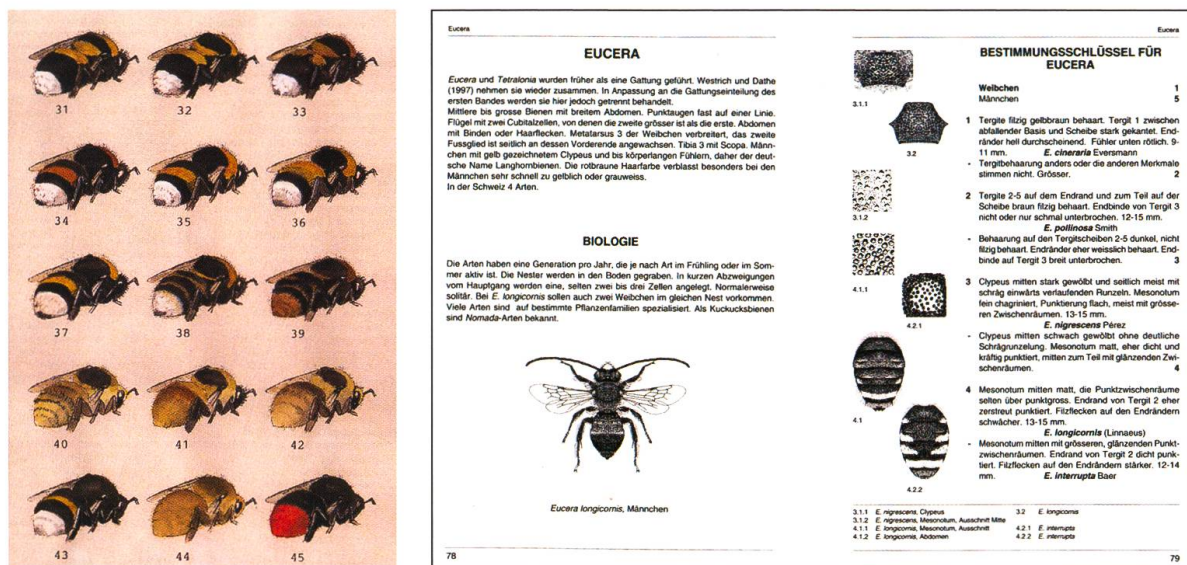 31 32 33
34 35 36
37 38 39
40 41 42
43 44 45
Eucera
EUCERA
Eucera und Tetralonia wurden früher als eine Gattung geführt. Westrich und Dathe
(1997) nehmen sie wieder zusammen. In Anpassung an die Gattungseinteilung des
ersten Bandes werden sie hier jedoch getrennt behandelt.
Mittlere bis grosse Bienen mit breitem Abdomen. Punktaugen fast auf einer Linie.
Flügel mit zwei Cubitalzellen, von denen die zweite grösser ist als die erste. Abdomen
mit Binden oder Haarflecken. Metatarsus 3 der Weibchen verbreitert, das zweite
Fussglied ist seitlich an dessen Vorderende angewachsen. Tibia 3 mit Scopa. Männ-
chen mit gelb gezeichnetem Clypeus und bis körperlangen Fühlern, daher der deut-
sche Name Langhornbienen. Die rotbraune Haarfarbe verblasst besonders bei den
Männchen sehr schnell zu gelblich oder grauweiss.
In der Schweiz 4 Arten.
BIOLOGIE
Die Arten haben eine Generation pro Jahr, die je nach Art im Frühling oder im Som-
mer aktiv ist. Die Nester werden in den Boden gegraben. In kurzen Abzweigungen
vom Hauptgang werden eine, selten zwei bis drei Zellen angelegt. Normalerweise
solitär. Bei E. longicornis sollen auch zwei Weibchen im gleichen Nest vorkommen.
Viele Arten sind auf bestimmte Pflanzenfamilien spezialisiert. Als Kuckucksbienen
sind Nomada-Arten bekannt.
Eucera longicornis, Männchen
78
Eucera
BESTIMMUNGSSCHLÜSSEL FÜR
EUCERA
Weibchen 1
Männchen 5
1 Tergite filzig gelbbraun behaart. Tergit 1 zwischen
abfallender Basis und Scheibe stark gekantet. End-
ränder hell durchscheinend. Fühler unten rötlich. 9-
11 mm. E. cineraria Eversmann
- Tergitbehaarung anders oder die anderen Merkmale
stimmen nicht. Grösser. 2
2 Tergite 2-5 auf dem Endrand und zum Teil auf der
Scheibe braun filzig behaart. Endbinde von Tergit 3
nicht oder nur schmal unterbrochen. 12-15 mm.
E. pollinosa Smith
- Behaarung auf den Tergitscheiben 2-5 dunkel, nicht
filzig behaart. Endränder eher weisslich behaart. End-
binde auf Tergit 3 breit unterbrochen. 3
3 Clypeus mitten stark gewölbt und seitlich meist mit
schräg einwärts verlaufenden Runzeln. Mesonotum
fein chagriniert, Punktierung flach, meist mit grösse-
ren Zwischenräumen. 13-15 mm.
E. nigrescens Pérez
- Clypeus mitten schwach gewölbt ohne deutliche
Schrägrunzelung. Mesonotum matt, eher dicht und
kräftig punktiert, mitten zum Teil mit glänzenden Zwi-
schenräumen. 4
4 Mesonotum mitten matt, die Punktzwischenräume
selten über punktgross. Endrand von Tergit 2 eher
zerstreut punktiert. Filzflecken auf den Endrändern
schwächer. 13-15 mm.
E. longicornis (Linnaeus)
- Mesonotum mitten mit grösseren, glänzenden Punkt-
zwischenräumen. Endrand von Tergit 2 dicht punk-
tiert. Filzflecken auf den Endrändern stärker. 12-14
mm. E. interrupta Baer
3.1.1
3.2
3.1.2
4.1.1
4.2.1
4.1
4.2.2
3.1.1 E. nigrescens, Clypeus 3.2 E. longicornis
3.1.2 E. nigrescens, Mesonotum, Ausschnitt Mitte
4.1.1 E. longicornis, Mesonotum, Ausschnitt 4.2.1 E. interrupta
4.1.2 E. longicornis, Abdomen 4.2.2 E. interrupta
79